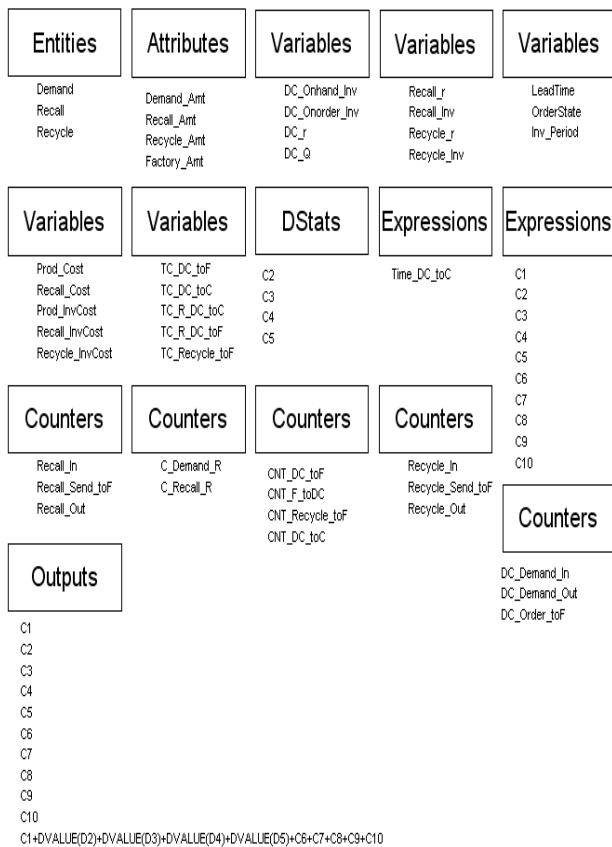 Entities
Demand
Recall
Recycle
Attributes
Demand_Amt
Recall_Amt
Recycle_Amt
Factory_Amt
Variables
DC_Onhand_Inv
DC_Onorder_Inv
DC_r
DC_Q
Variables
Recall_r
Recall_Inv
Recycle_r
Recycle_Inv
Variables
LeadTime
OrderState
Inv_Period
Variables
Prod_Cost
Recall_Cost
Prod_InvCost
Recall_InvCost
Recycle_InvCost
Variables
TC_DC_toF
TC_DC_toC
TC_R_DC_toC
TC_R_DC_toF
TC_Recycle_toF
DStats
C2
C3
C4
C5
Expressions
Time_DC_toC
Expressions
C1
C2
C3
C4
C5
C6
C7
C8
C9
C10
Counters
Recall_In
Recall_Send_toF
Recall_Out
Counters
C_Demand_R
C_Recall_R
Counters
CNT_DC_toF
CNT_F_toDC
CNT_Recycle_toF
CNT_DC_toC
Counters
Recycle_In
Recycle_Send_toF
Recycle_Out
Counters
DC_Demand_In
DC_Demand_Out
DC_Order_toF
Outputs
C1
C2
C3
C4
C5
C6
C7
C8
C9
C10
C1+DVALUE(D2)+DVALUE(D3)+DVALUE(D4)+DVALUE(D5)+C6+C7+C8+C9+C10